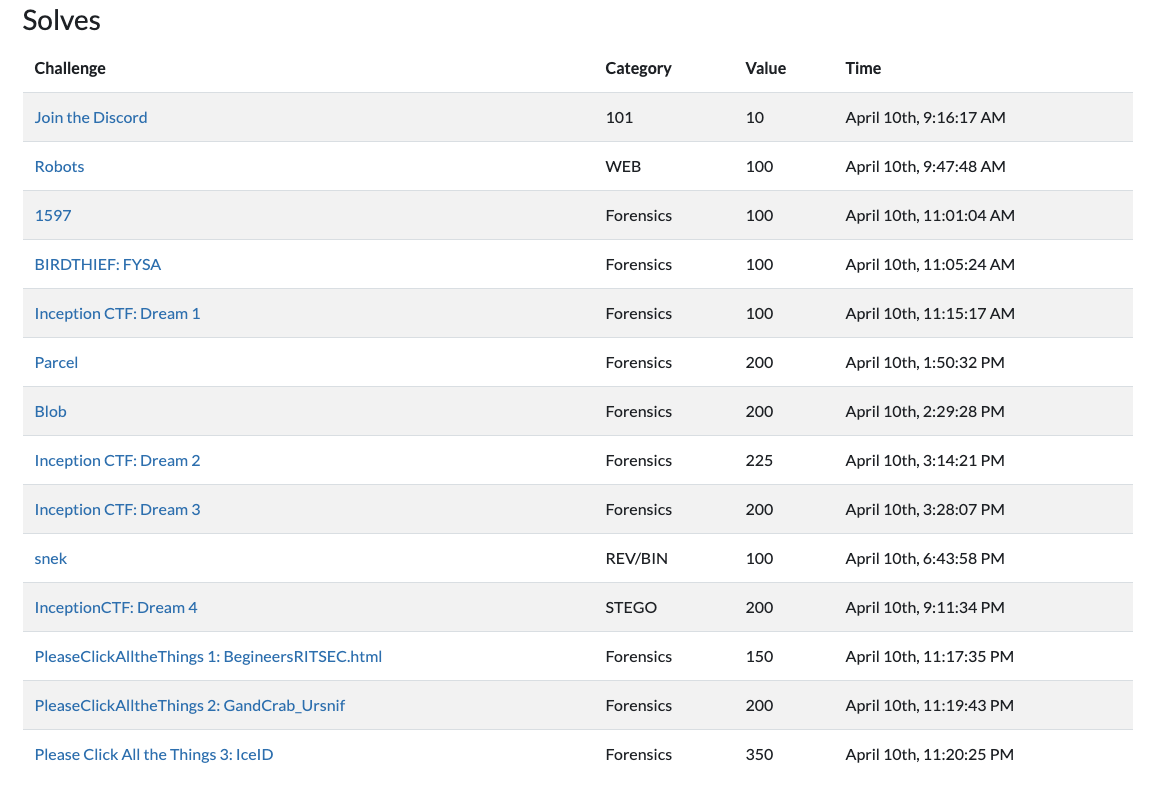 Solves
Challenge Category Value Time
Join the Discord 101 10 April 10th, 9:16:17 AM
Robots WEB 100 April 10th, 9:47:48 AM
1597 Forensics 100 April 10th, 11:01:04 AM
BIRDTHIEF: FYSA Forensics 100 April 10th, 11:05:24 AM
Inception CTF: Dream 1 Forensics 100 April 10th, 11:15:17 AM
Parcel Forensics 200 April 10th, 1:50:32 PM
Blob Forensics 200 April 10th, 2:29:28 PM
Inception CTF: Dream 2 Forensics 225 April 10th, 3:14:21 PM
Inception CTF: Dream 3 Forensics 200 April 10th, 3:28:07 PM
snek REV/BIN 100 April 10th, 6:43:58 PM
InceptionCTF: Dream 4 STEGO 200 April 10th, 9:11:34 PM
PleaseClickAlltheThings 1: BegineersRITSEC.html Forensics 150 April 10th, 11:17:35 PM
PleaseClickAlltheThings 2: GandCrab_Ursnif Forensics 200 April 10th, 11:19:43 PM
Please Click All the Things 3: IceID Forensics 350 April 10th, 11:20:25 PM